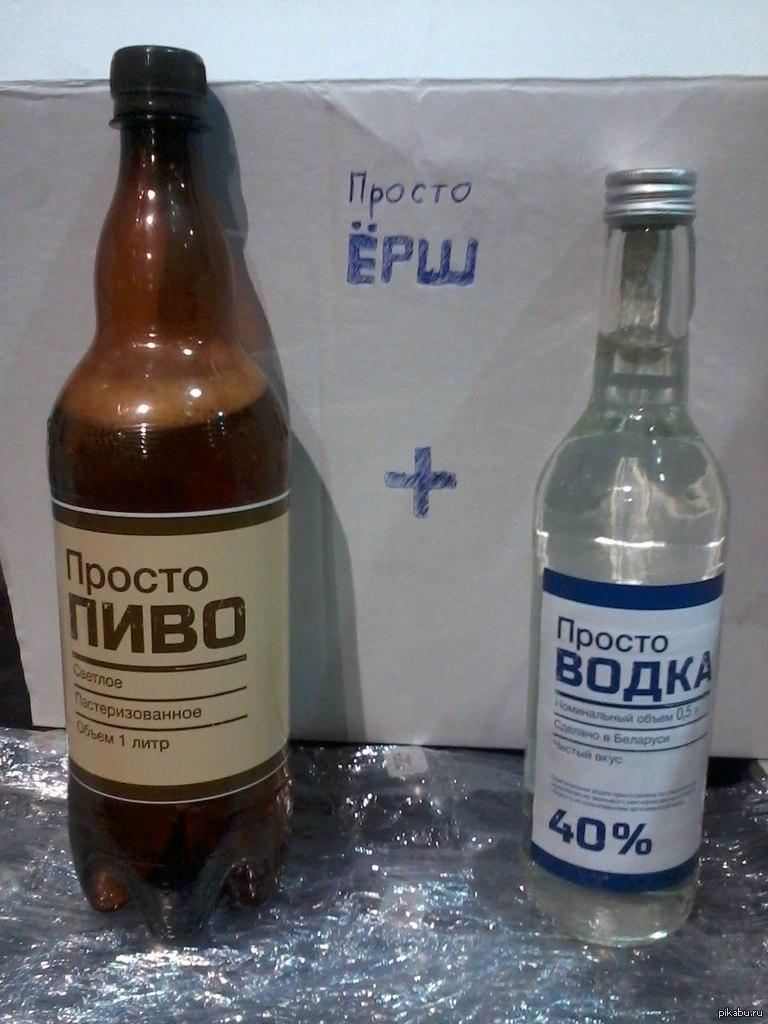 Просто
ЁРШ
+
Просто
ПИВО
Светлое
Пастеризованное
Объем 1 литр
Просто
ВОДКА
Номинальный объем 0,5 л
Сделано в Беларуси
Чистый вкус
40%
pikabu.ru